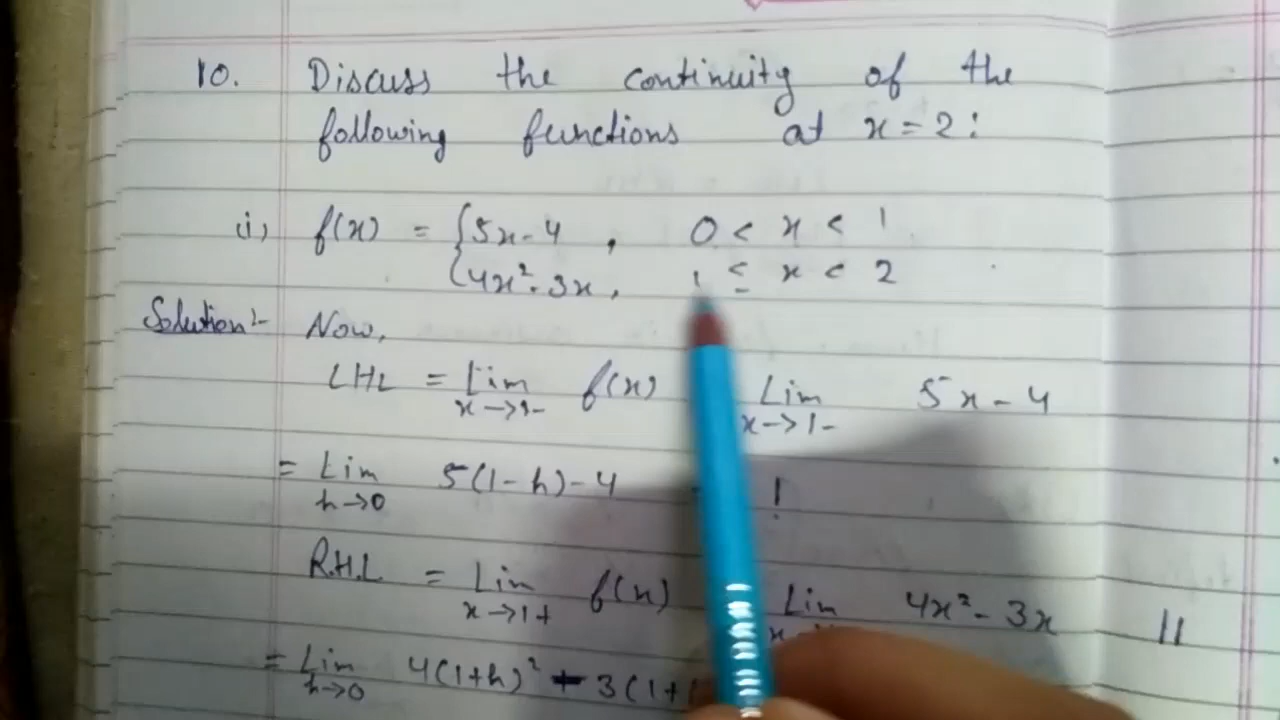 10. Discuss the continuity of the
following functions at x = 2:
(i) f(x) = { 5x - 4 , 0 < x < 1
4x² - 3x , 1 ≤ x < 2
Solution:- Now,
LHL = Lim f(x) Lim 5x - 4
x->1- x->1-
= Lim 5(1-h)-4 !
h->0
R.H.L = Lim f(x) Lim 4x² - 3x 11
x->1+
= Lim 4(1+h)² - 3(1+
h->0